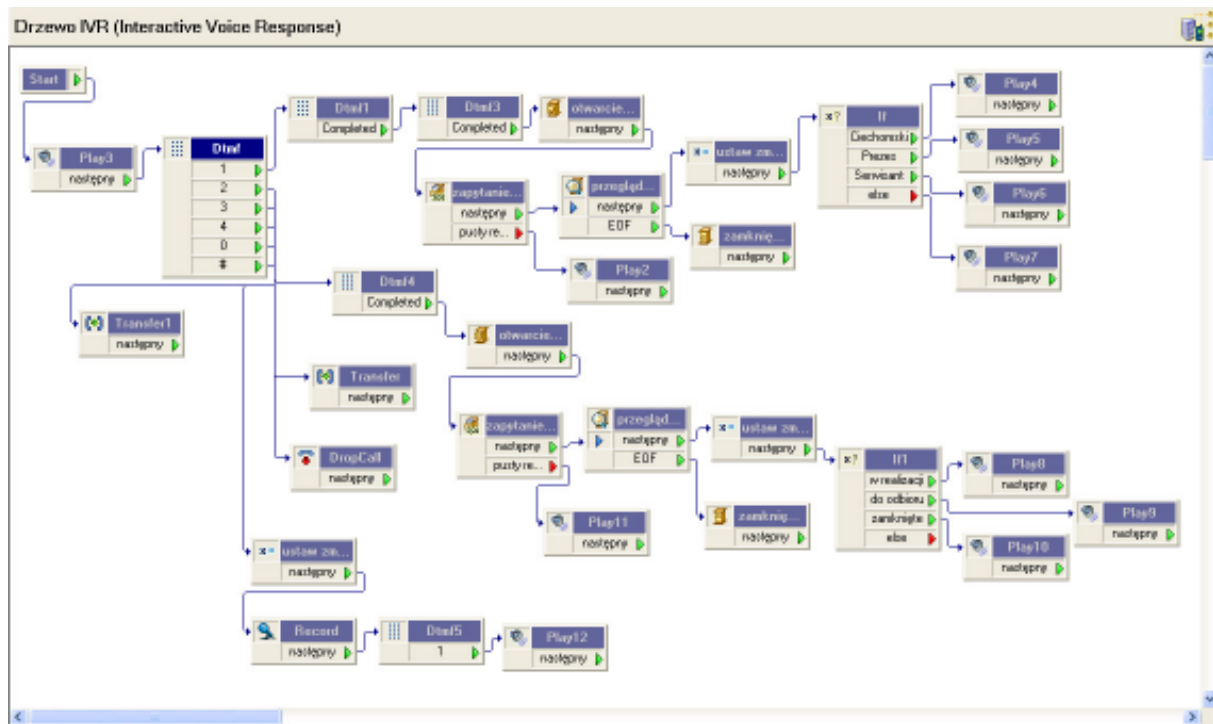 Drzewo IVR (Interactive Voice Response)
Start
Play3
następny
Dtmf
1
2
3
4
0
Dtmf1
Completed
Dtmf3
Completed
otwarcie...
następny
zapytanie...
następny
pusty re...
przegląd...
następny
EOF
ustaw zm...
następny
zamknię...
następny
Play2
następny
If
Ciechomski
Prezes
Serwisant
else
Play4
następny
Play5
następny
Play6
następny
Play7
następny
Transfer1
następny
Dtmf4
Completed
otwarcie...
następny
Transfer
następny
DropCall
następny
zapytanie...
następny
pusty re...
przegląd...
następny
EOF
ustaw zm...
następny
zamknię...
następny
Play11
następny
If1
w realizacji
do odbioru
zamknięte
else
Play8
następny
Play9
następny
Play10
następny
ustaw zm...
następny
Record
następny
Dtmf5
1
Play12
następny